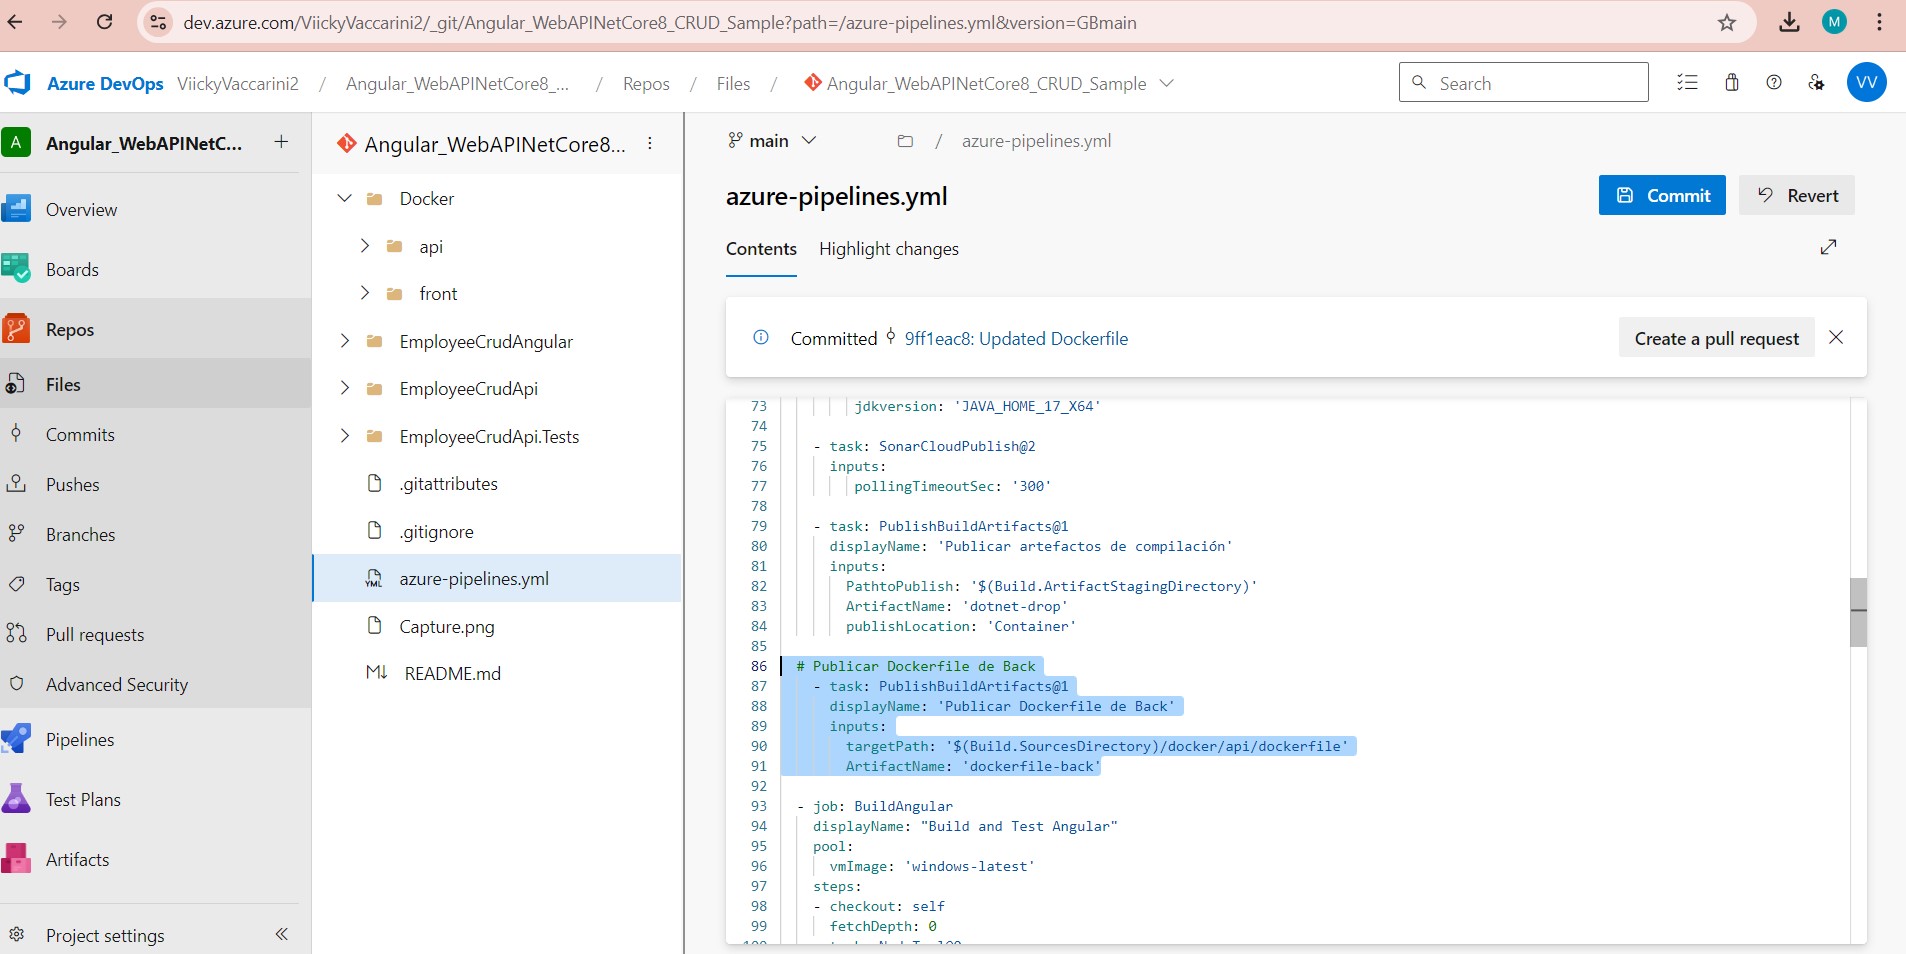 dev.azure.com/ViickyVaccarini2/_git/Angular_WebAPINetCore8_CRUD_Sample?path=/azure-pipelines.yml&version=GBmain
M
Azure DevOps ViickyVaccarini2 / Angular_WebAPINetCore8_... / Repos / Files / Angular_WebAPINetCore8_CRUD_Sample
Search
VV
A Angular_WebAPINetC... +
Overview
Boards
Repos
Files
Commits
Pushes
Branches
Tags
Pull requests
Advanced Security
Pipelines
Test Plans
Artifacts
Project settings
Angular_WebAPINetCore8...
Docker
api
front
EmployeeCrudAngular
EmployeeCrudApi
EmployeeCrudApi.Tests
.gitattributes
.gitignore
YML azure-pipelines.yml
Capture.png
M↓ README.md
main / azure-pipelines.yml
azure-pipelines.yml
Commit
Revert
Contents
Highlight changes
Committed 9ff1eac8: Updated Dockerfile
Create a pull request
73 jdkversion: 'JAVA_HOME_17_X64'
74
75 - task: SonarCloudPublish@2
76 inputs:
77 pollingTimeoutSec: '300'
78
79 - task: PublishBuildArtifacts@1
80 displayName: 'Publicar artefactos de compilación'
81 inputs:
82 PathtoPublish: '$(Build.ArtifactStagingDirectory)'
83 ArtifactName: 'dotnet-drop'
84 publishLocation: 'Container'
85
86 # Publicar Dockerfile de Back
87 - task: PublishBuildArtifacts@1
88 displayName: 'Publicar Dockerfile de Back'
89 inputs:
90 targetPath: '$(Build.SourcesDirectory)/docker/api/dockerfile'
91 ArtifactName: 'dockerfile-back'
92
93 - job: BuildAngular
94 displayName: "Build and Test Angular"
95 pool:
96 vmImage: 'windows-latest'
97 steps:
98 - checkout: self
99 fetchDepth: 0